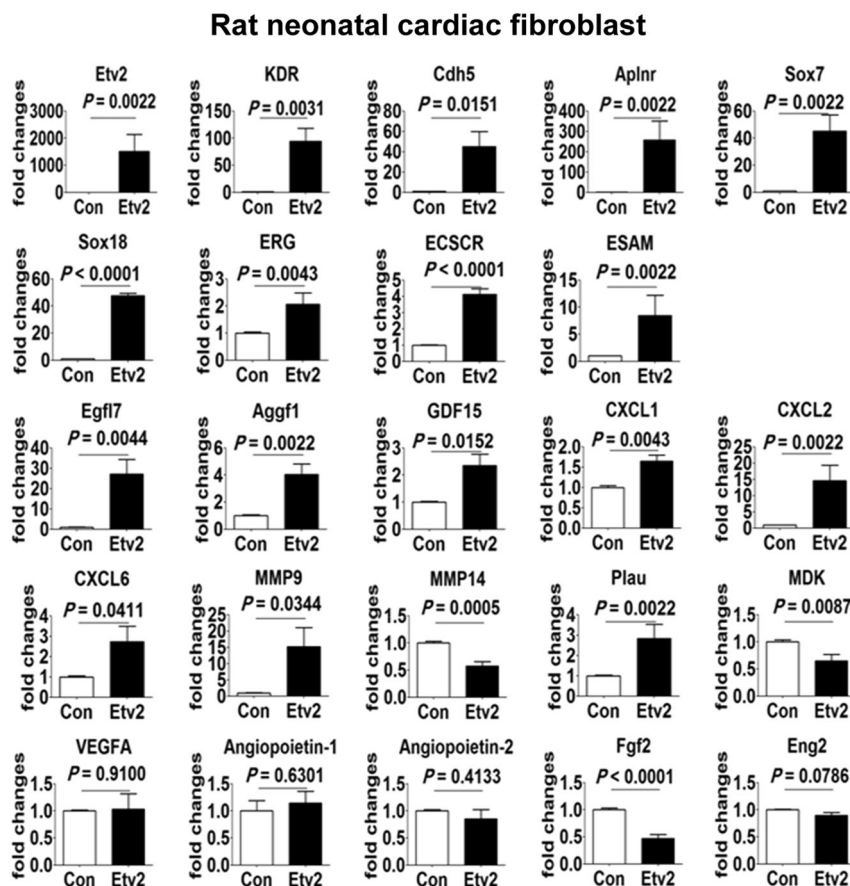 Rat neonatal cardiac fibroblast
Etv2
P = 0.0022
fold changes
3000
2000
1000
0
Con Etv2
KDR
P = 0.0031
fold changes
150
100
50
0
Con Etv2
Cdh5
P = 0.0151
fold changes
80
60
40
20
0
Con Etv2
Aplnr
P = 0.0022
fold changes
400
300
200
100
0
Con Etv2
Sox7
P = 0.0022
fold changes
60
40
20
0
Con Etv2
Sox18
P < 0.0001
fold changes
60
40
20
0
Con Etv2
ERG
P = 0.0043
fold changes
3
2
1
0
Con Etv2
ECSCR
P < 0.0001
fold changes
5
4
3
2
1
0
Con Etv2
ESAM
P = 0.0022
fold changes
15
10
5
0
Con Etv2
Egfl7
P = 0.0044
fold changes
40
30
20
10
0
Con Etv2
Aggf1
P = 0.0022
fold changes
6
4
2
0
Con Etv2
GDF15
P = 0.0152
fold changes
3
2
1
0
Con Etv2
CXCL1
P = 0.0043
fold changes
2.0
1.5
1.0
0.5
0.0
Con Etv2
CXCL2
P = 0.0022
fold changes
25
20
15
10
5
0
Con Etv2
CXCL6
P = 0.0411
fold changes
4
3
2
1
0
Con Etv2
MMP9
P = 0.0344
fold changes
25
20
15
10
5
0
Con Etv2
MMP14
P = 0.0005
fold changes
1.5
1.0
0.5
0.0
Con Etv2
Plau
P = 0.0022
fold changes
4
3
2
1
0
Con Etv2
MDK
P = 0.0087
fold changes
1.5
1.0
0.5
0.0
Con Etv2
VEGFA
P = 0.9100
fold changes
1.5
1.0
0.5
0.0
Con Etv2
Angiopoietin-1
P = 0.6301
fold changes
1.5
1.0
0.5
0.0
Con Etv2
Angiopoietin-2
P = 0.4133
fold changes
1.5
1.0
0.5
0.0
Con Etv2
Fgf2
P < 0.0001
fold changes
1.5
1.0
0.5
0.0
Con Etv2
Eng2
P = 0.0786
fold changes
1.5
1.0
0.5
0.0
Con Etv2